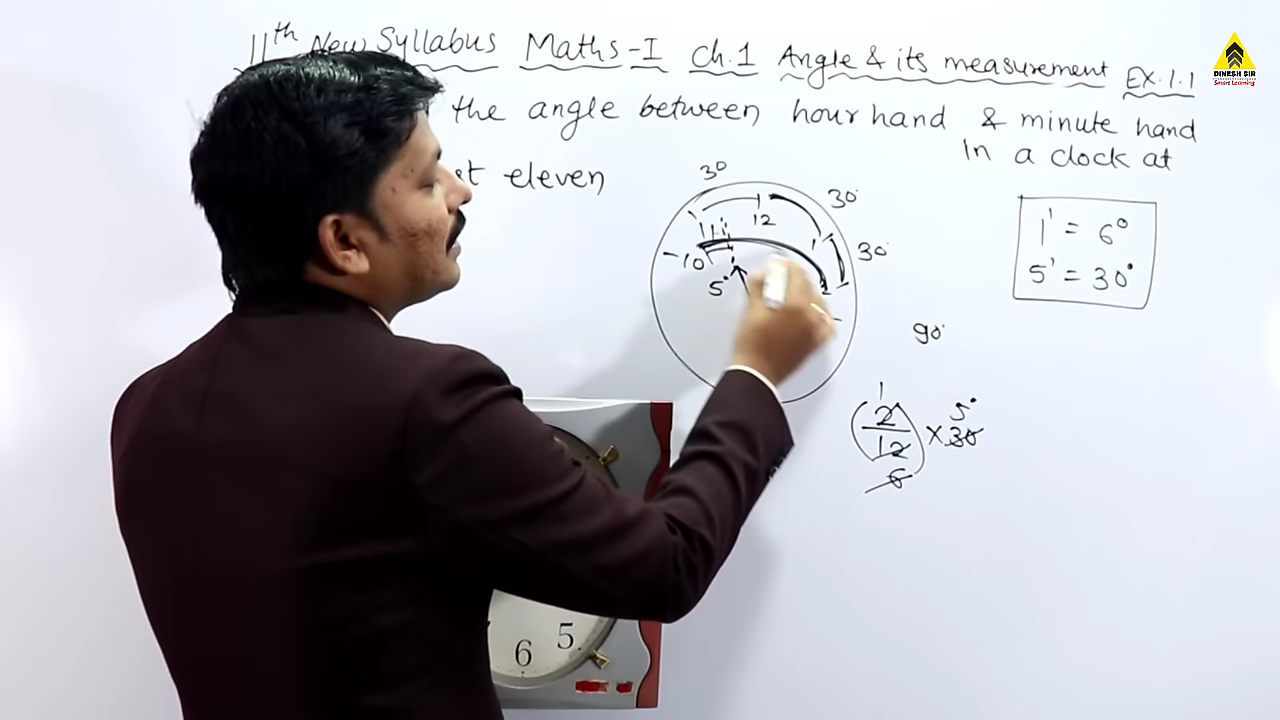 11th New Syllabus Maths-I Ch.1 Angle & its measurement EX.1.1
the angle between hour hand & minute hand
in a clock at
eleven
30
30°
12
11
1
30°
10
2
5°
1' = 6°
5' = 30°
90°
1
2
12
6
× 30
5°
6
5
DINESH SIR
Smart Learning